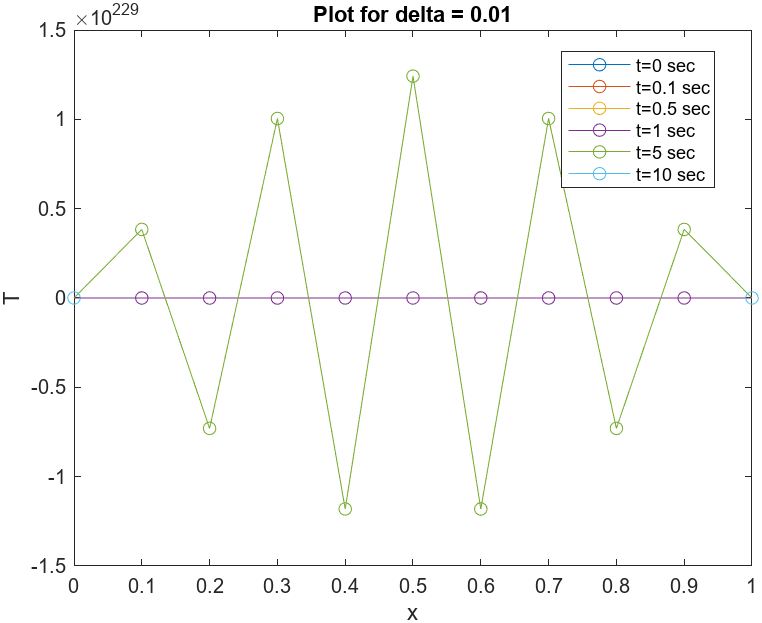 Plot for delta = 0.01
×10^229
1.5
1
0.5
0
-0.5
-1
-1.5
T
0 0.1 0.2 0.3 0.4 0.5 0.6 0.7 0.8 0.9 1
x
t=0 sec
t=0.1 sec
t=0.5 sec
t=1 sec
t=5 sec
t=10 sec